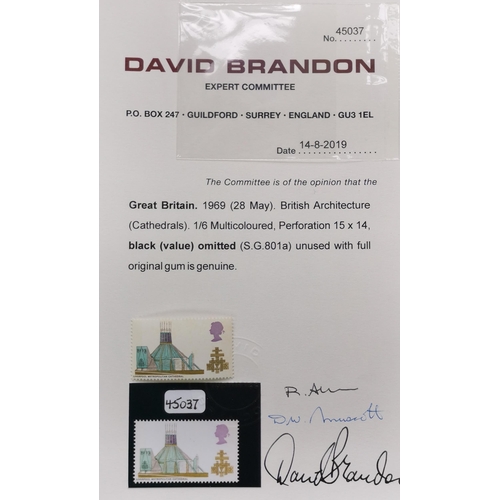 45037
No. . . . . . . . .
DAVID BRANDON
EXPERT COMMITTEE
P.O. BOX 247 • GUILDFORD • SURREY • ENGLAND • GU3 1EL
14-8-2019
Date . . . . . . . . . . . . . . . . .
The Committee is of the opinion that the
Great Britain. 1969 (28 May). British Architecture
(Cathedrals). 1/6 Multicoloured, Perforation 15 x 14,
black (value) omitted (S.G.801a) unused with full
original gum is genuine.
45037
David Brandon